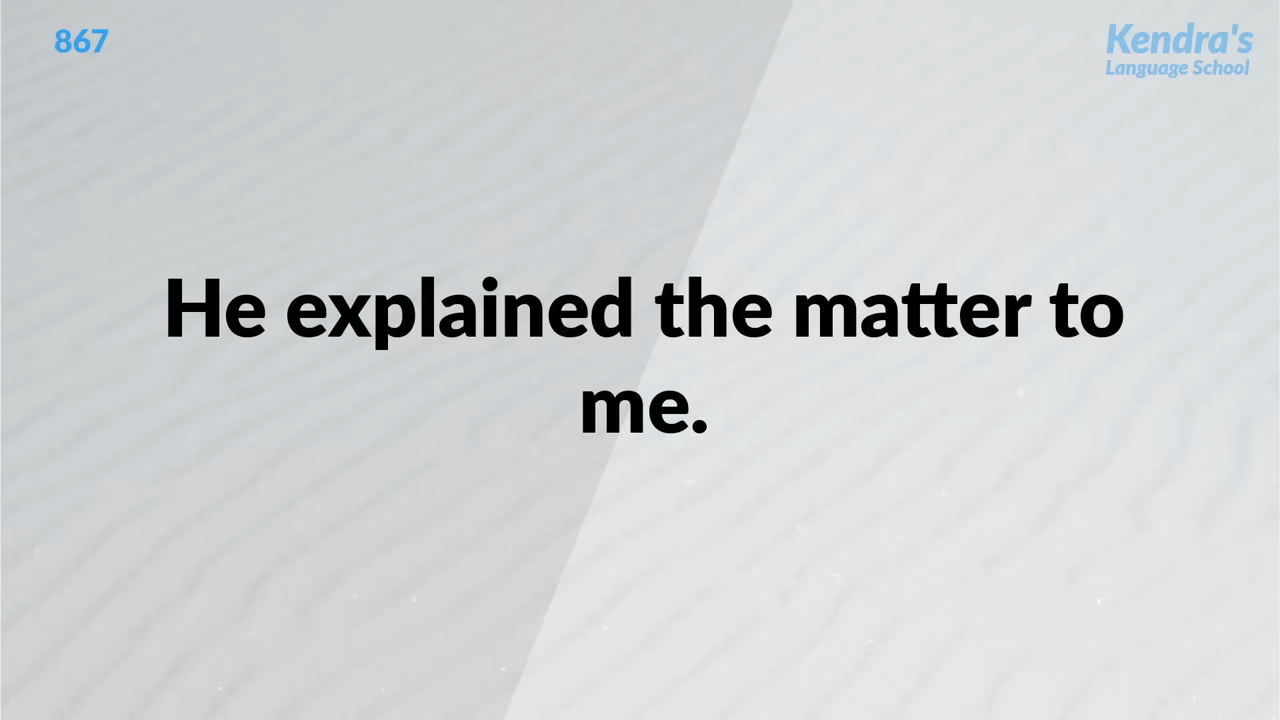 867
Kendra's
Language School
He explained the matter to
me.